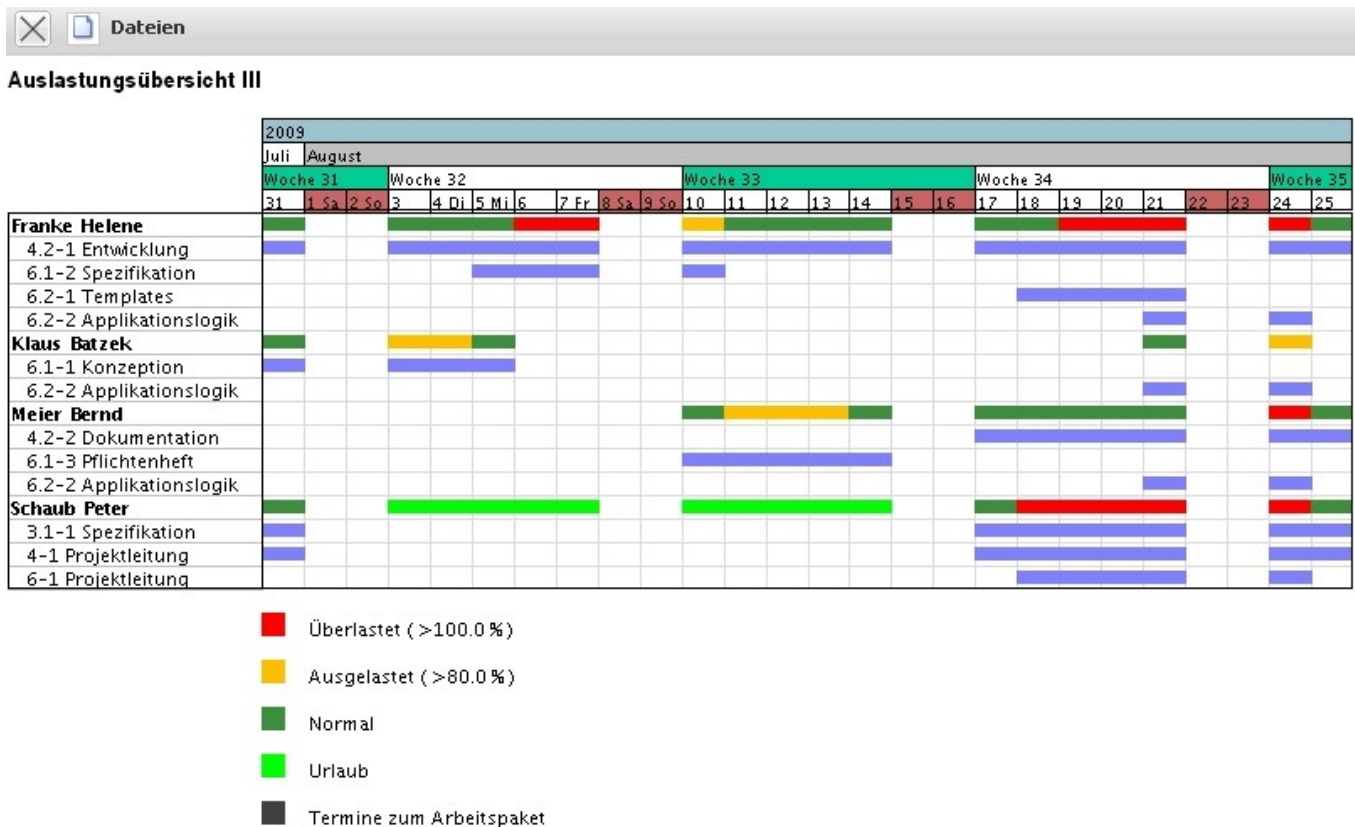 Dateien
Auslastungsübersicht III
2009
Juli August
Woche 31 Woche 32 Woche 33 Woche 34 Woche 35
31 1 Sa 2 So 3 4 Di 5 Mi 6 7 Fr 8 Sa 9 So 10 11 12 13 14 15 16 17 18 19 20 21 22 23 24 25
Franke Helene
4.2-1 Entwicklung
6.1-2 Spezifikation
6.2-1 Templates
6.2-2 Applikationslogik
Klaus Batzek
6.1-1 Konzeption
6.2-2 Applikationslogik
Meier Bernd
4.2-2 Dokumentation
6.1-3 Pflichtenheft
6.2-2 Applikationslogik
Schaub Peter
3.1-1 Spezifikation
4-1 Projektleitung
6-1 Projektleitung
Überlastet (>100.0%)
Ausgelastet (>80.0%)
Normal
Urlaub
Termine zum Arbeitspaket